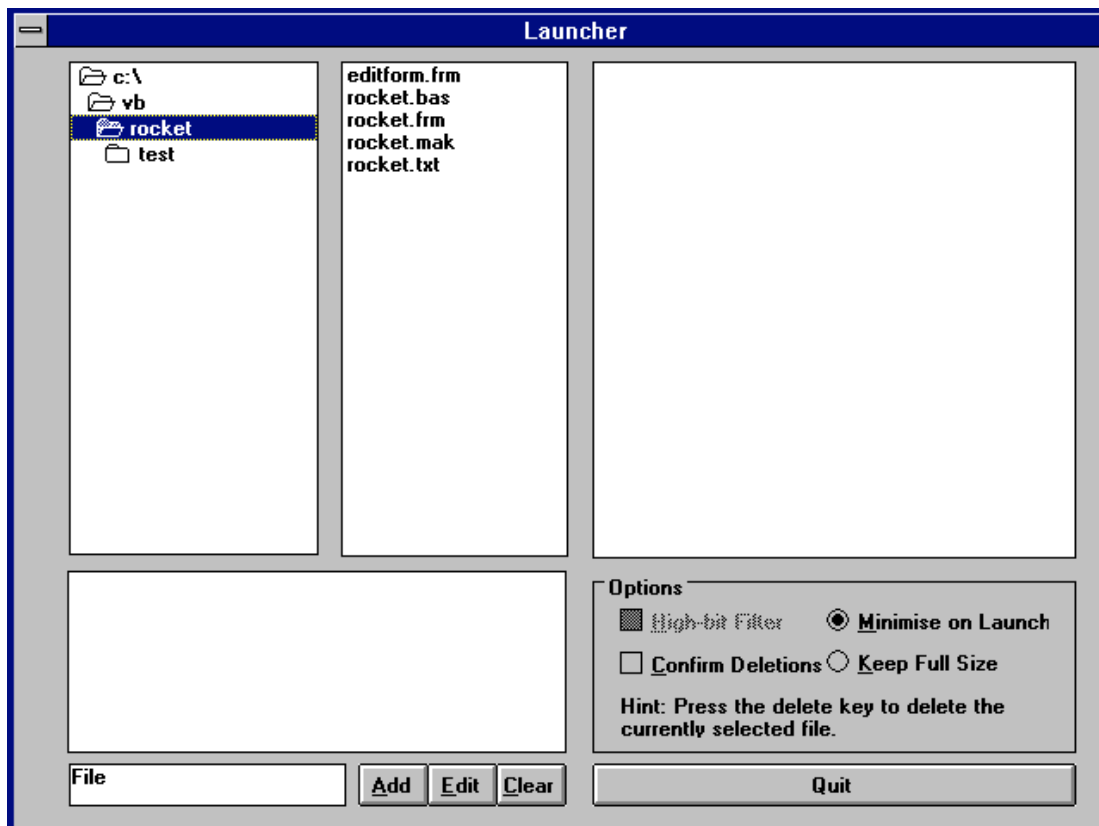 Launcher
c:\
vb
rocket
test
editform.frm
rocket.bas
rocket.frm
rocket.mak
rocket.txt
Options
High-bit Filter
Minimise on Launch
Confirm Deletions
Keep Full Size
Hint: Press the delete key to delete the
currently selected file.
File
Add
Edit
Clear
Quit